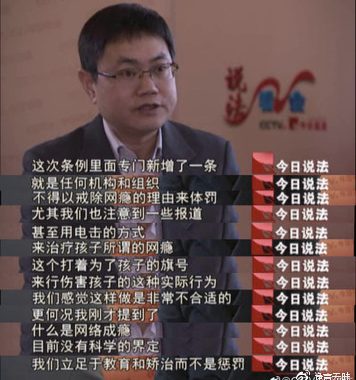 说法
CCTV.
这次条例里面专门新增了一条 今日说法
就是任何机构和组织 今日说法
不得以戒除网瘾的理由来体罚 今日说法
尤其我们也注意到一些报道 今日说法
甚至用电击的方式 今日说法
来治疗孩子所谓的网瘾 今日说法
这个打着为了孩子的旗号 今日说法
来行伤害孩子的这种实际行为 今日说法
我们感觉这样做是非常不合适的 今日说法
更何况我刚才提到了 今日说法
什么是网络成瘾 今日说法
目前没有科学的界定 今日说法
我们立足于教育和矫治而不是惩罚 今日说法